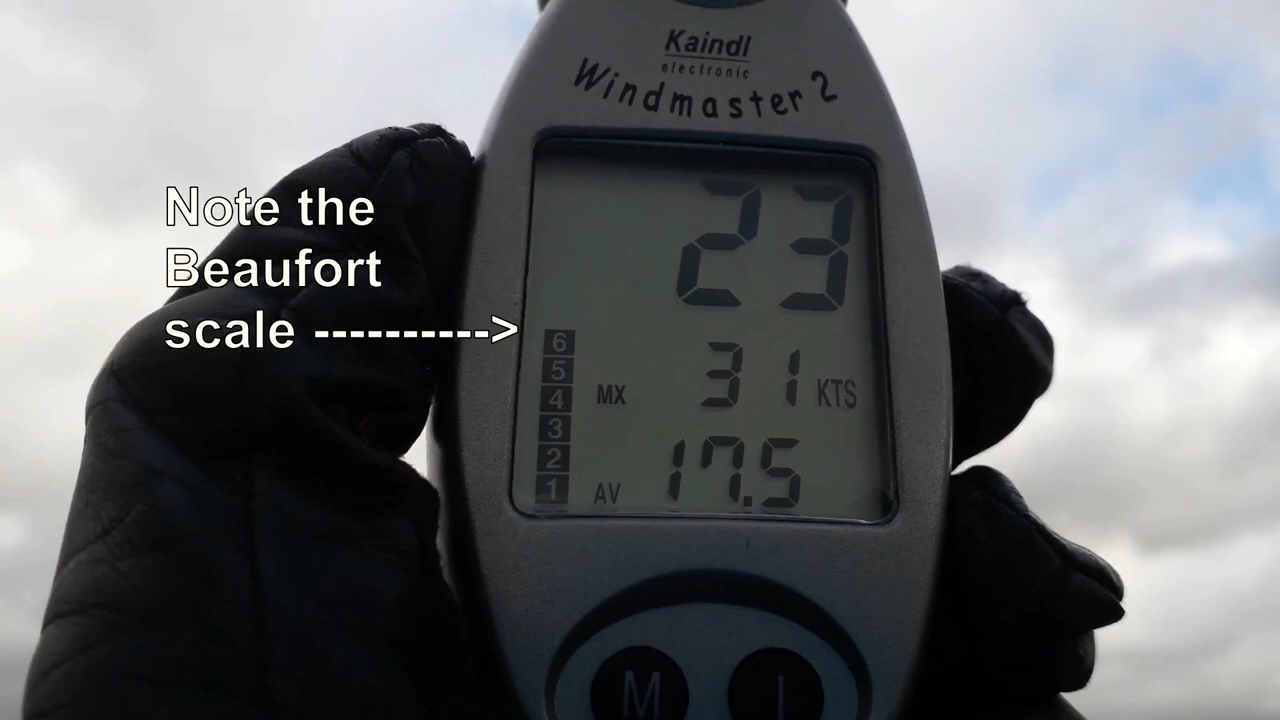 Kaindl
electronic
Windmaster 2
Note the
Beaufort
scale ---------->
23
6
5
4
3
2
1
MX 31 KTS
AV 17.5
M I